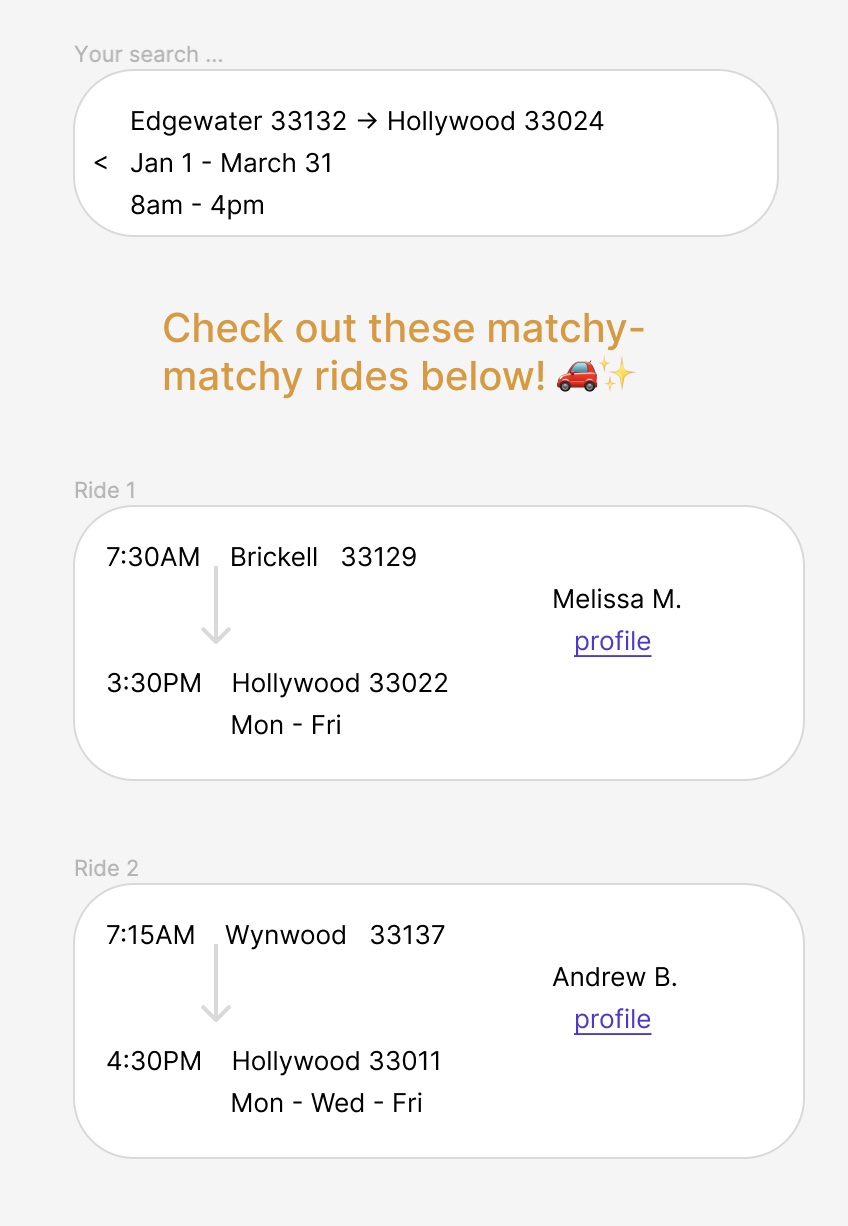 Your search ...
Edgewater 33132 → Hollywood 33024
< Jan 1 - March 31
8am - 4pm
Check out these matchy-
matchy rides below! 🚗✨
Ride 1
7:30AM Brickell 33129
Melissa M.
profile
3:30PM Hollywood 33022
Mon - Fri
Ride 2
7:15AM Wynwood 33137
Andrew B.
profile
4:30PM Hollywood 33011
Mon - Wed - Fri